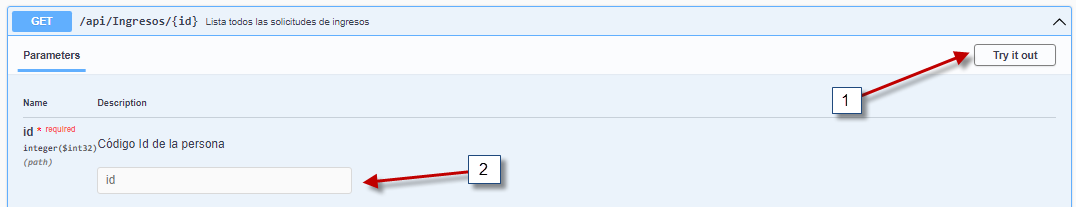 GET /api/Ingresos/{id} Lista todos las solicitudes de ingresos
Parameters
Try it out
1
Name Description
id * required
integer($int32)
(path)
Código Id de la persona
id
2